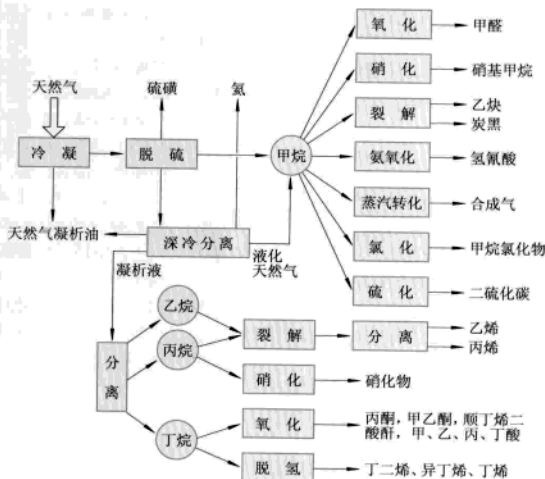 氧化
甲醛
天然气
硫磺
氦
硝化
硝基甲烷
裂解
乙炔
炭黑
冷凝
脱硫
甲烷
氨氧化
氢氰酸
蒸汽转化
合成气
天然气凝析油
深冷分离
液化
天然气
氯化
甲烷氯化物
凝析液
硫化
二硫化碳
乙烷
裂解
分离
乙烯
丙烯
分离
丙烷
硝化
硝化物
丁烷
氧化
丙酮,甲乙酮,顺丁烯二
酸酐,甲、乙、丙、丁酸
脱氢
丁二烯、异丁烯、丁烯